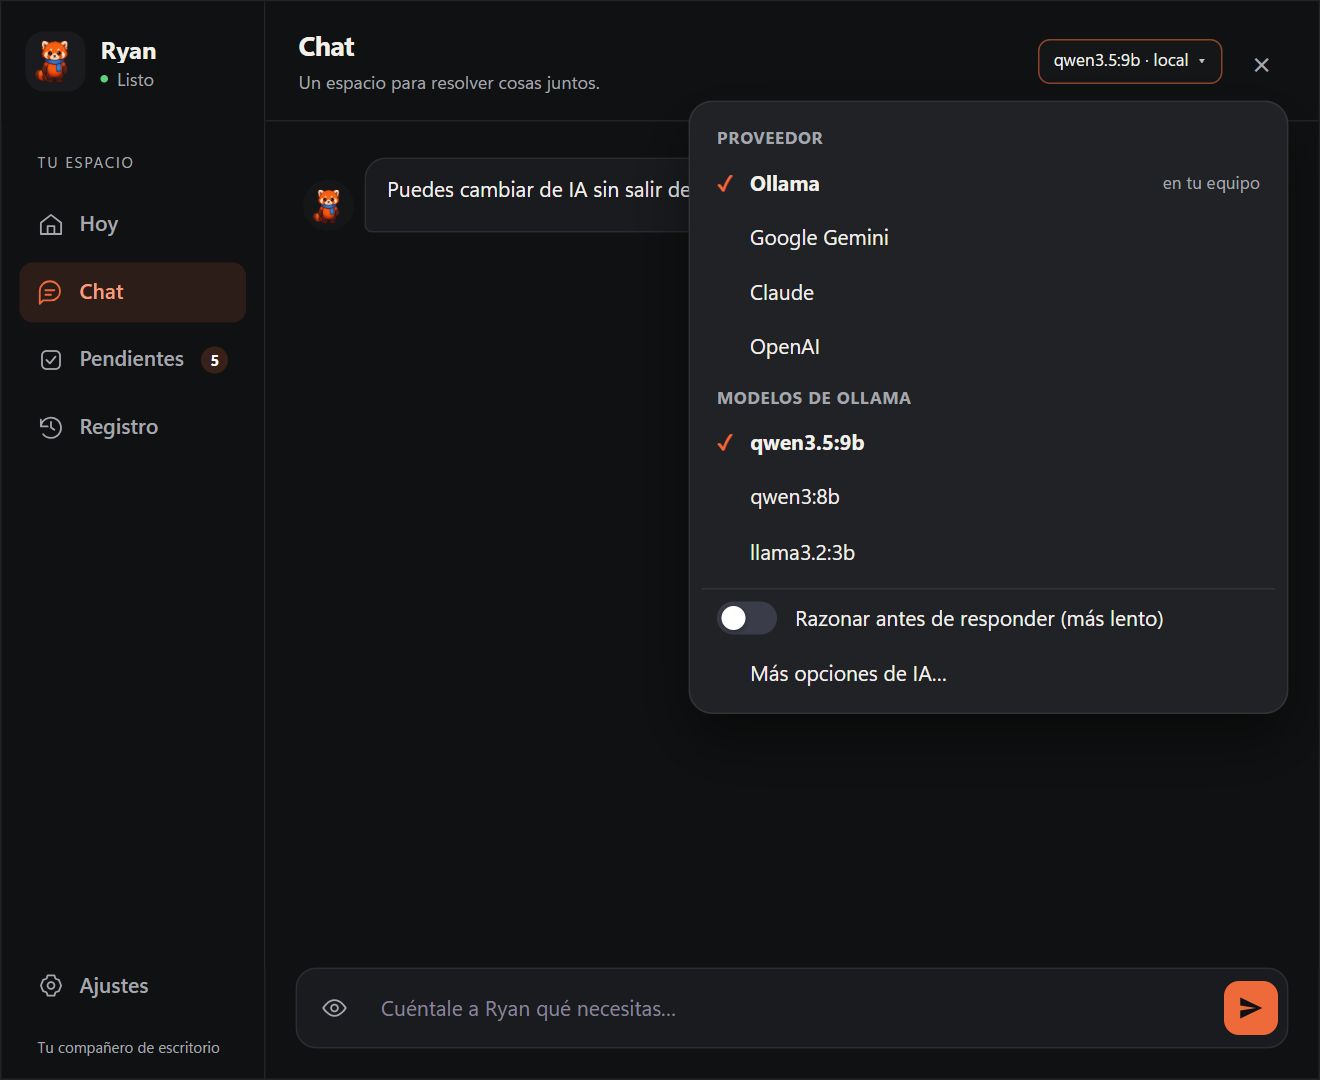 Ryan
Listo
TU ESPACIO
Hoy
Chat
Pendientes 5
Registro
Ajustes
Tu compañero de escritorio
Chat
Un espacio para resolver cosas juntos.
qwen3.5:9b · local ▾
✕
Puedes cambiar de IA sin salir de
PROVEEDOR
✓ Ollama en tu equipo
Google Gemini
Claude
OpenAI
MODELOS DE OLLAMA
✓ qwen3.5:9b
qwen3:8b
llama3.2:3b
Razonar antes de responder (más lento)
Más opciones de IA...
Cuéntale a Ryan qué necesitas...